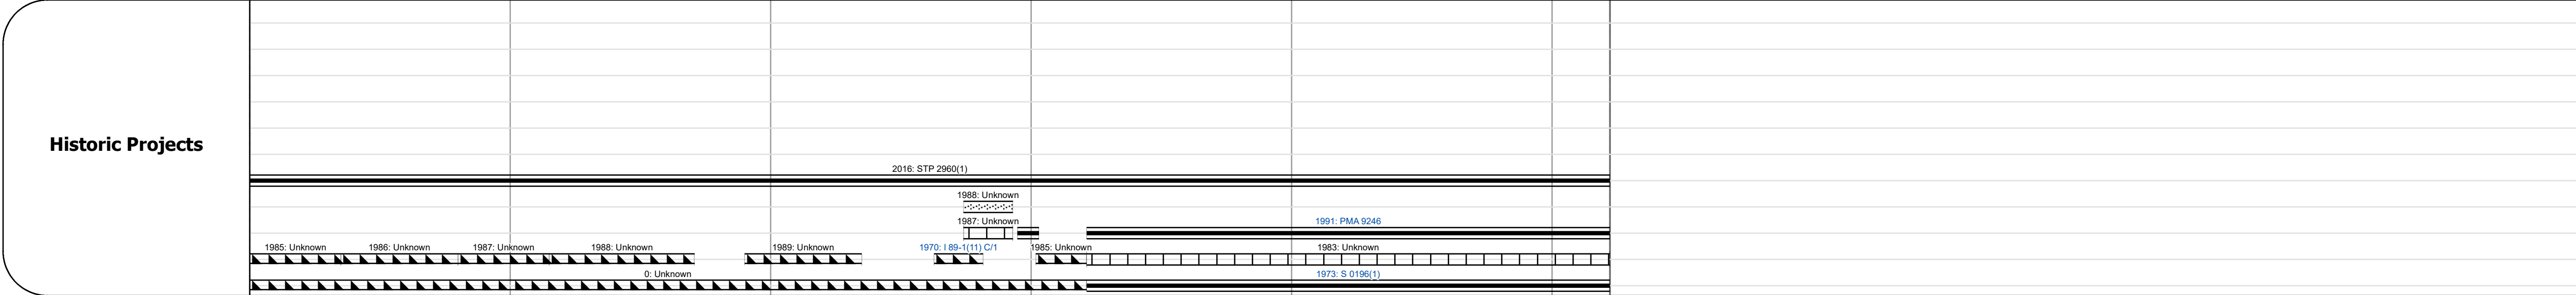 Historic Projects
2016: STP 2960(1)
1988: Unknown
1987: Unknown
1991: PMA 9246
1985: Unknown
1986: Unknown
1987: Unknown
1988: Unknown
1989: Unknown
1970: I 89-1(11) C/1
1985: Unknown
1983: Unknown
0: Unknown
1973: S 0196(1)